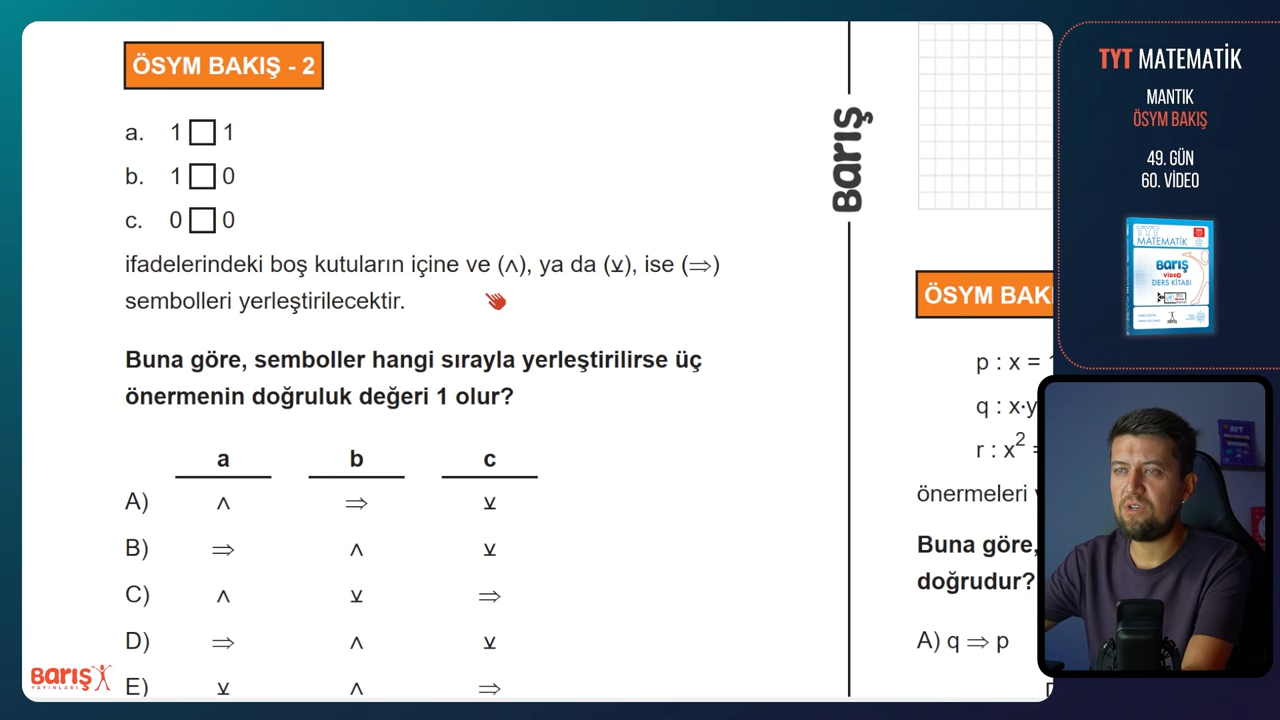 ÖSYM BAKIŞ - 2
a. 1 □ 1
b. 1 □ 0
c. 0 □ 0
ifadelerindeki boş kutuların içine ve (∧), ya da (⊻), ise (⇒)
sembolleri yerleştirilecektir.
Buna göre, semboller hangi sırayla yerleştirilirse üç
önermenin doğruluk değeri 1 olur?
a b c
A) ∧ ⇒ ⊻
B) ⇒ ∧ ⊻
C) ∧ ⊻ ⇒
D) ⇒ ∧ ⊻
E) ⊻ ∧ ⇒
BARIŞ
YAYINLARI
Barış
ÖSYM BAK
p : x =
q : x·y
r : x² =
önermeleri
Buna göre,
doğrudur?
A) q ⇒ p
TYT MATEMATİK
MANTIK
ÖSYM BAKIŞ
49. GÜN
60. VİDEO
TYT
MATEMATİK
Barış
VİDEO
DERS KİTABI